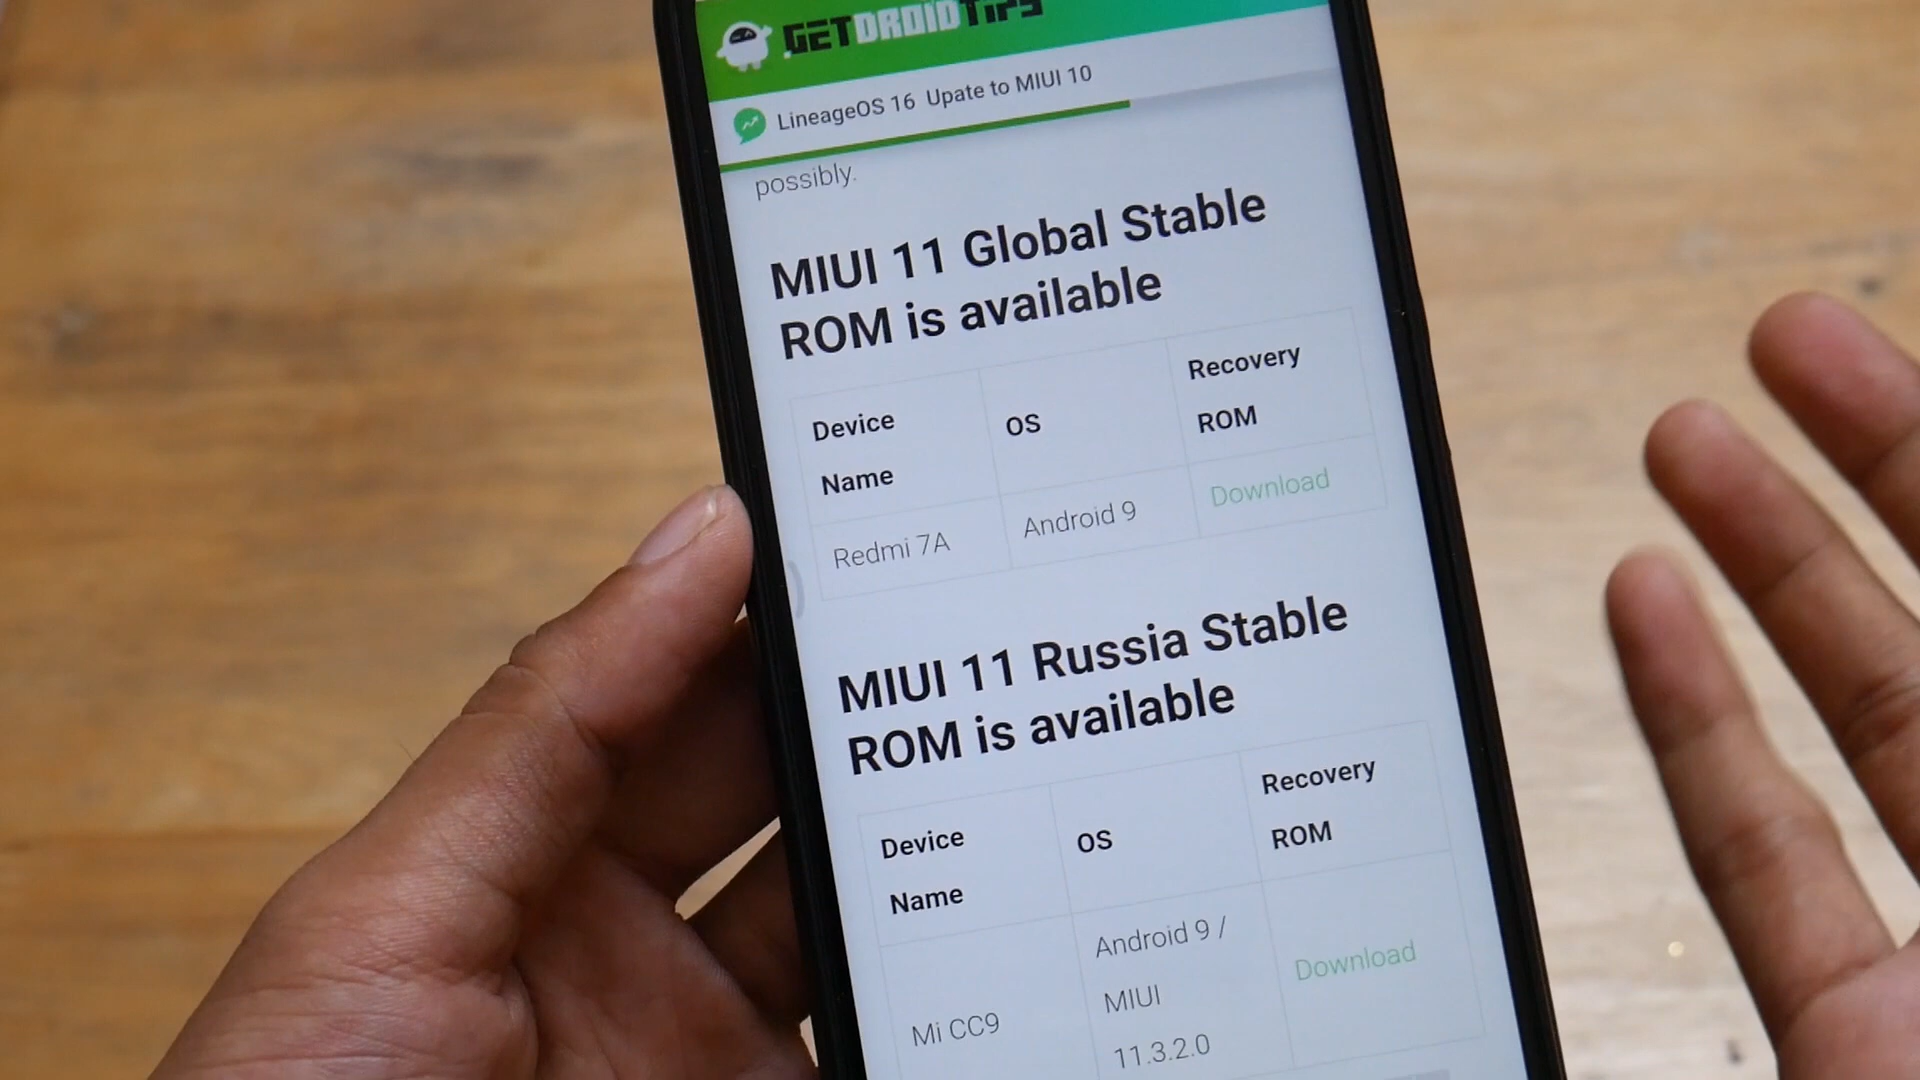 GETDROIDTIPS
LineageOS 16 Upate to MIUI 10
possibly.
MIUI 11 Global Stable
ROM is available
Device
Name
OS
Recovery
ROM
Redmi 7A
Android 9
Download
MIUI 11 Russia Stable
ROM is available
Device
Name
OS
Recovery
ROM
Mi CC9
Android 9 /
MIUI
11.3.2.0
Download